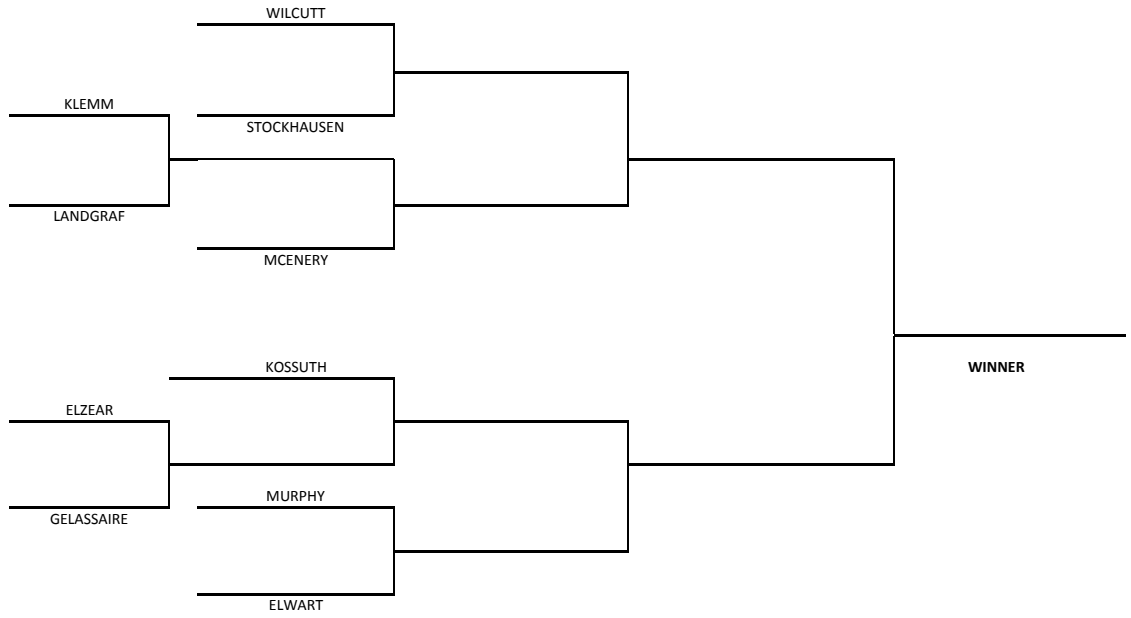 WILCUTT
KLEMM
STOCKHAUSEN
LANDGRAF
MCENERY
KOSSUTH
WINNER
ELZEAR
MURPHY
GELASSAIRE
ELWART